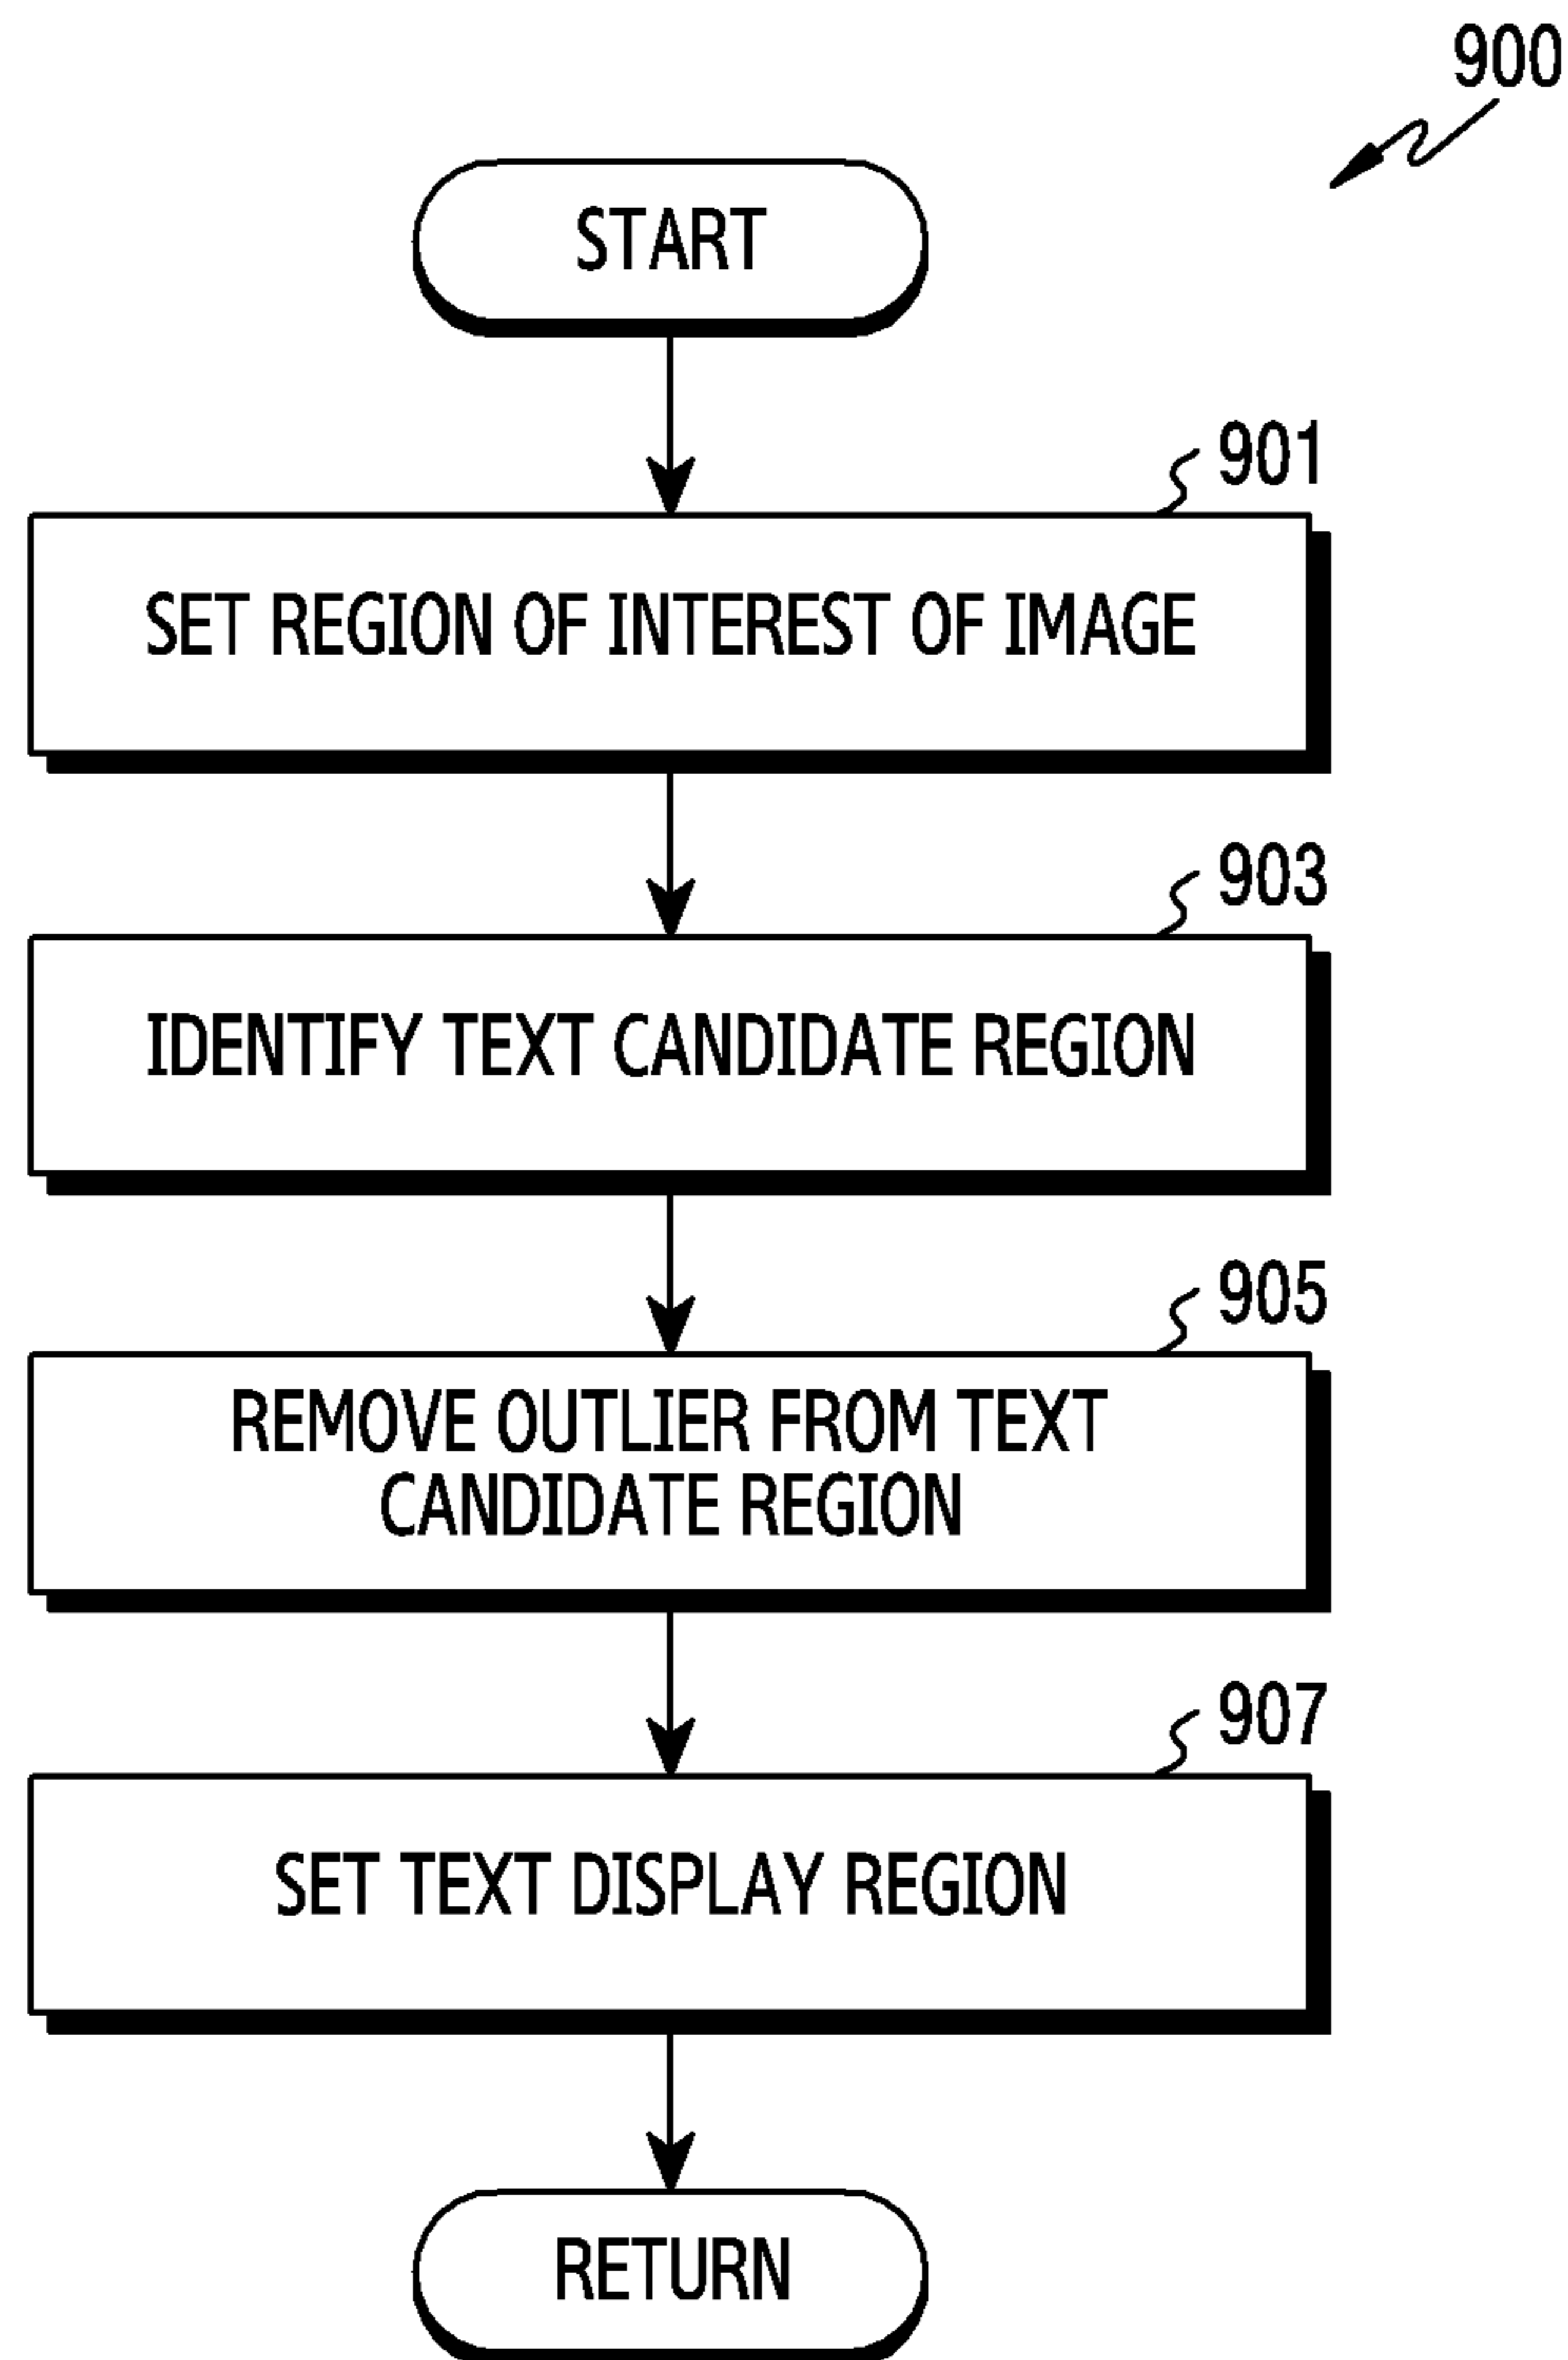 900
START
901
SET REGION OF INTEREST OF IMAGE
903
IDENTIFY TEXT CANDIDATE REGION
905
REMOVE OUTLIER FROM TEXT
CANDIDATE REGION
907
SET TEXT DISPLAY REGION
RETURN